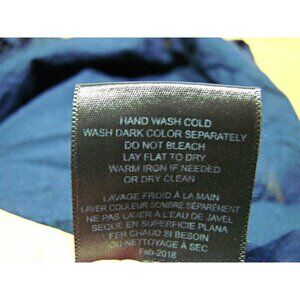 HAND WASH COLD
WASH DARK COLOR SEPARATELY
DO NOT BLEACH
LAY FLAT TO DRY
WARM IRON IF NEEDED
OR DRY CLEAN
LAVAGE FROID À LA MAIN
LAVER COULEUR SOMBRE SÉPARÉMENT
NE PAS LAVER À L'EAU DE JAVEL
SEQUE EN SUPERFICIE PLANA
FER CHAUD SI BESOIN
OU NETTOYAGE À SEC
Feb-2016